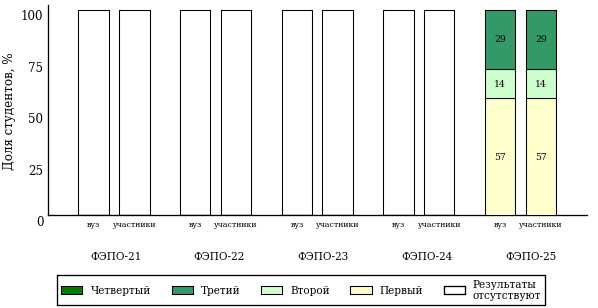 Доля студентов, %
100
75
50
25
0
29 29
14 14
57 57
вуз участники вуз участники вуз участники вуз участники вуз участники
ФЭПО-21 ФЭПО-22 ФЭПО-23 ФЭПО-24 ФЭПО-25
Четвертый Третий Второй Первый Результаты
отсутствуют